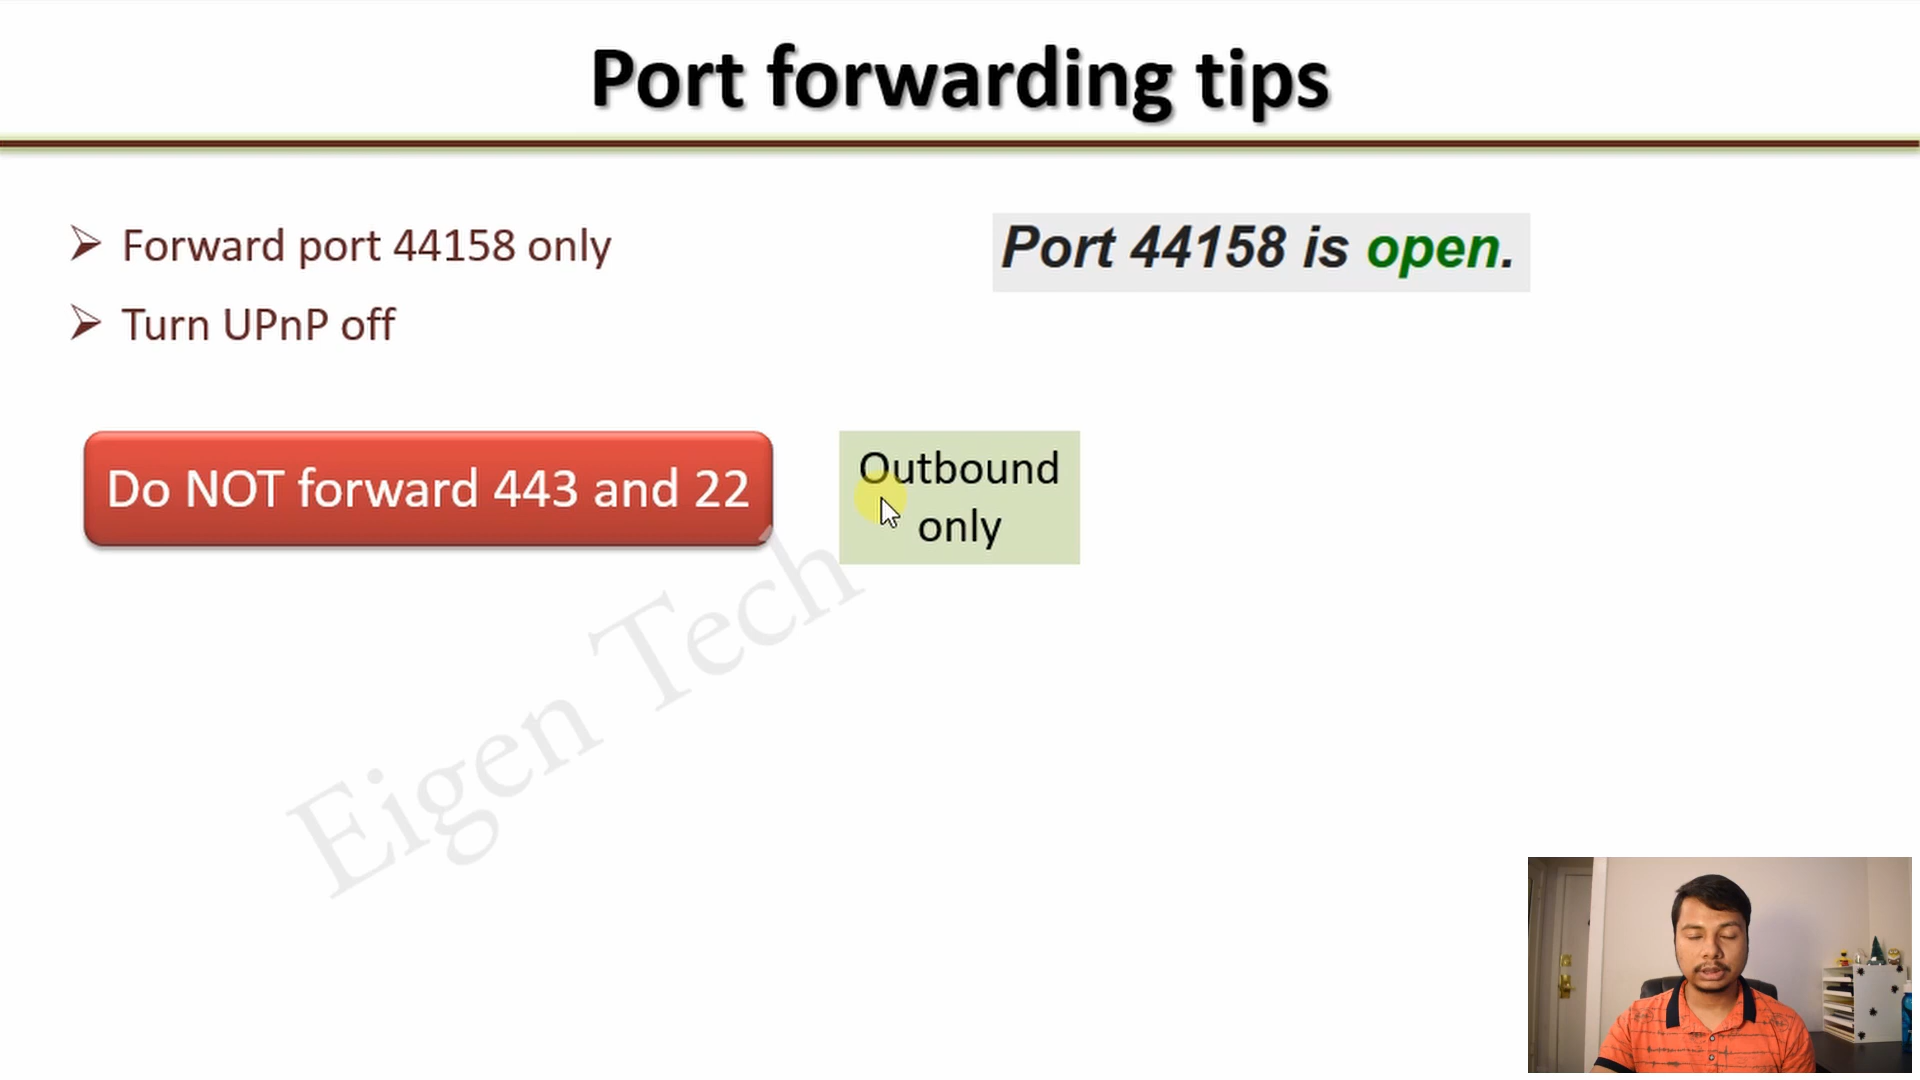 Port forwarding tips
Forward port 44158 only
Port 44158 is open.
Turn UPnP off
Do NOT forward 443 and 22
Outbound
only
Eigen Tech